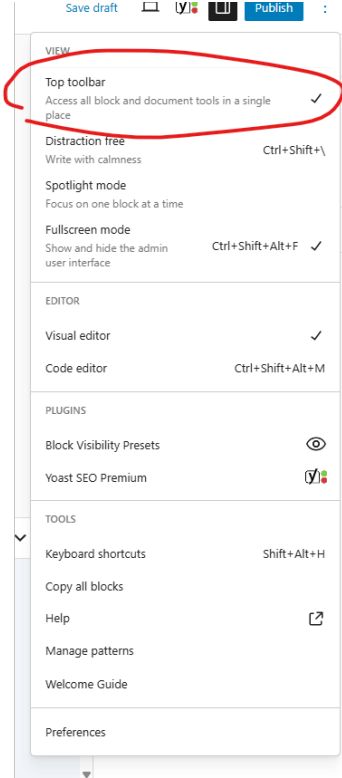 Save draft Publish
VIEW
Top toolbar
Access all block and document tools in a single
place
Distraction free Ctrl+Shift+\
Write with calmness
Spotlight mode
Focus on one block at a time
Fullscreen mode
Show and hide the admin Ctrl+Shift+Alt+F
user interface
EDITOR
Visual editor
Code editor Ctrl+Shift+Alt+M
PLUGINS
Block Visibility Presets
Yoast SEO Premium
TOOLS
Keyboard shortcuts Shift+Alt+H
Copy all blocks
Help
Manage patterns
Welcome Guide
Preferences